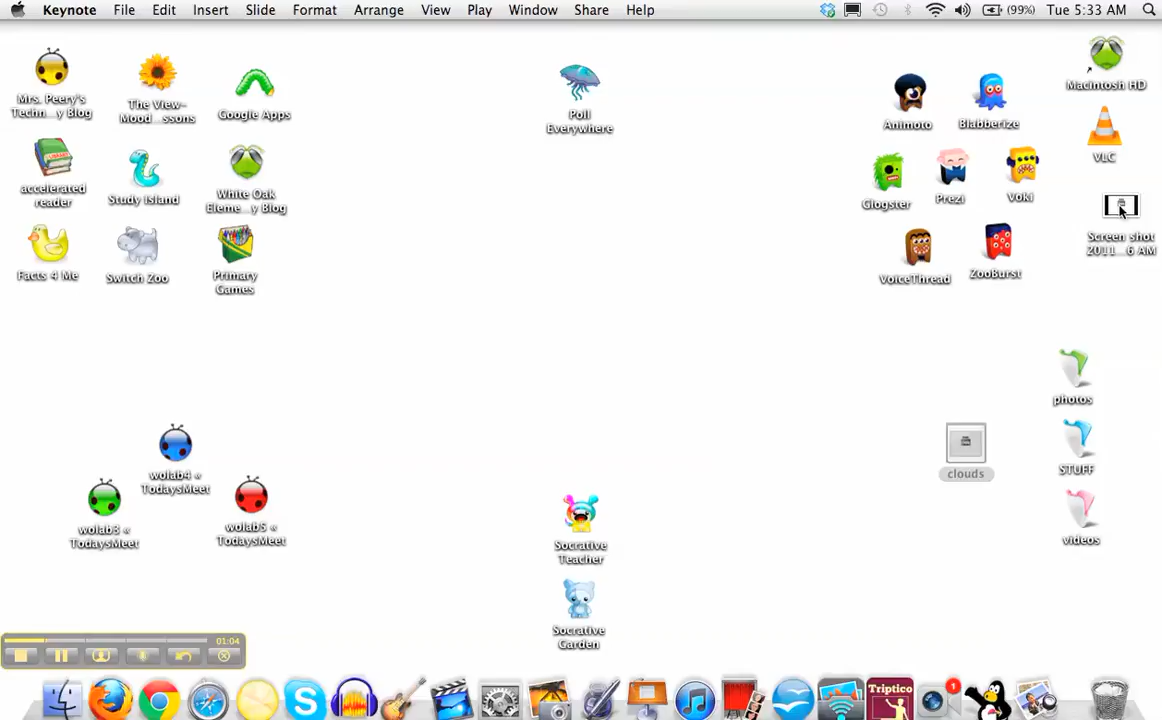 Keynote File Edit Insert Slide Format Arrange View Play Window Share Help (99%) Tue 5:33 AM
Mrs. Peery's
Techn...y Blog
The View-
Mood ...ssons
Google Apps
Poll
Everywhere
Animoto
Blabberize
Macintosh HD
VLC
accelerated
reader
Study Island
White Oak
Eleme...y Blog
Glogster
Prezi
Voki
Screen shot
2011...6 AM
Facts 4 Me
Switch Zoo
Primary
Games
VoiceThread
ZooBurst
photos
clouds
STUFF
wolab4 «
TodaysMeet
wolab3 «
TodaysMeet
wolab5 «
TodaysMeet
videos
Socrative
Teacher
Socrative
Garden
01:04
LIBRARY
Triptico
1